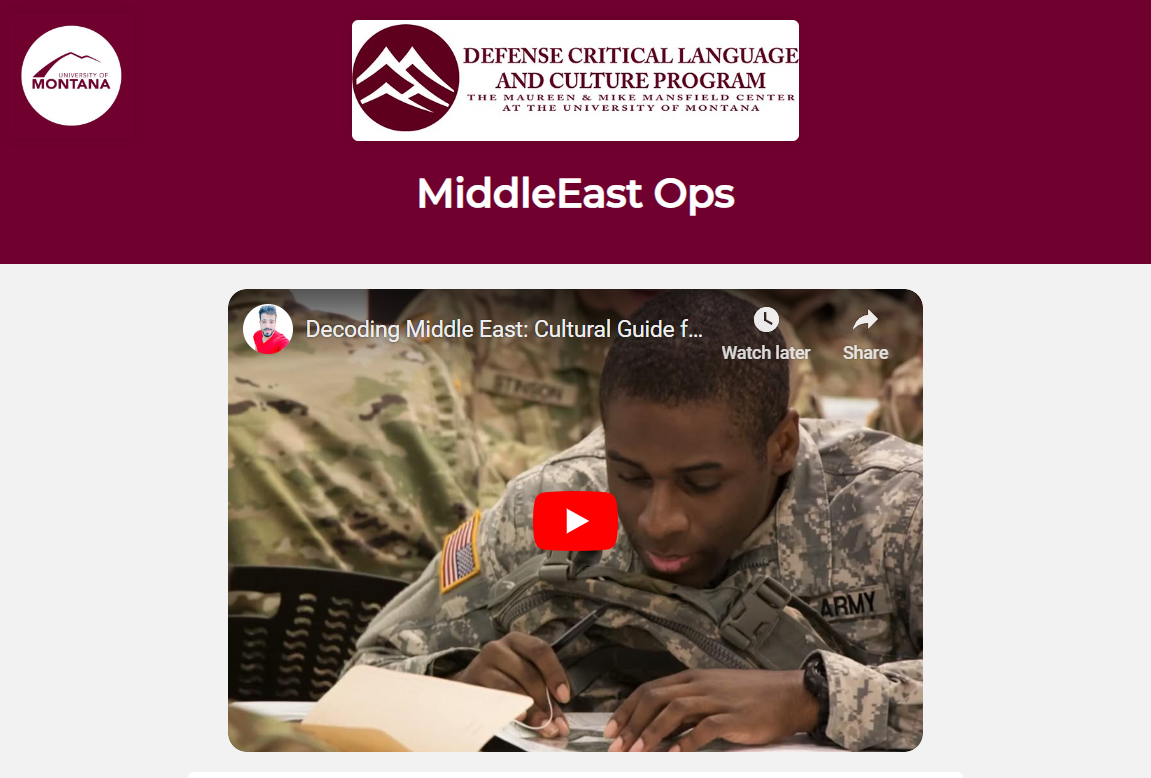 UNIVERSITY OF
MONTANA
DEFENSE CRITICAL LANGUAGE
AND CULTURE PROGRAM
THE MAUREEN & MIKE MANSFIELD CENTER
AT THE UNIVERSITY OF MONTANA
MiddleEast Ops
Decoding Middle East: Cultural Guide f...
Watch later
Share
STINSON
ARMY